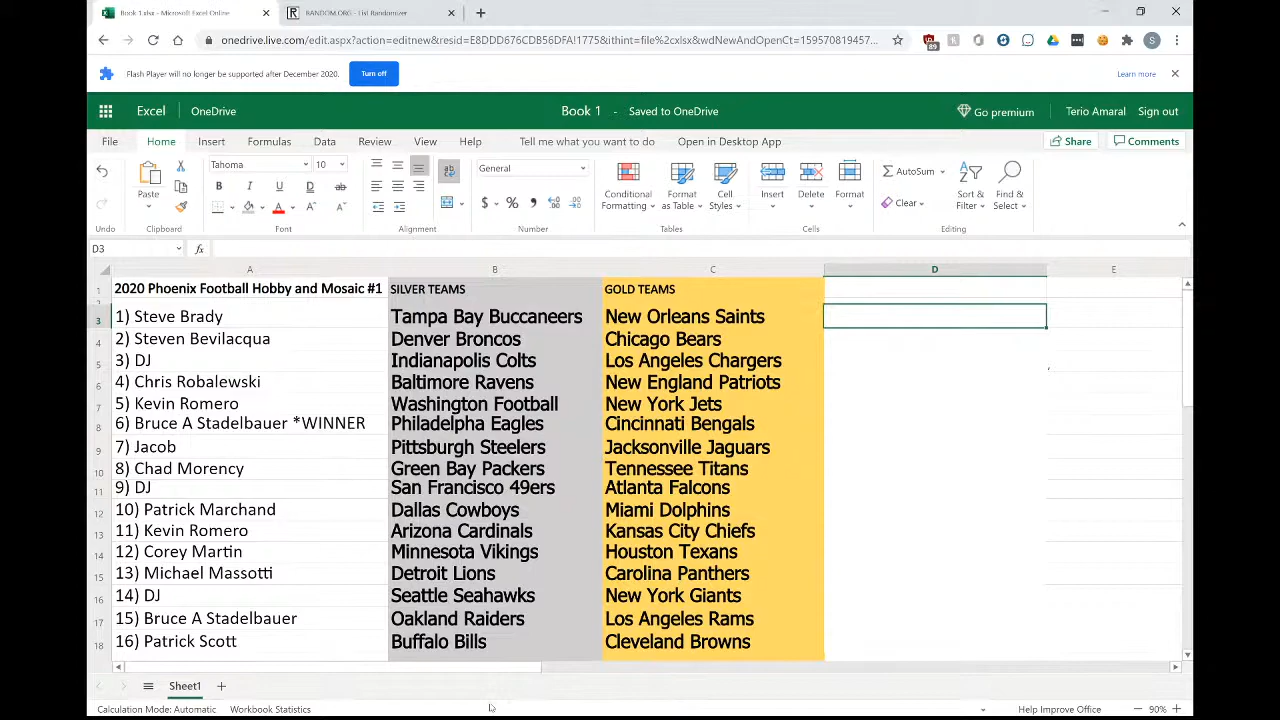 Book 1.xlsx - Microsoft Excel Online
RANDOM.ORG - List Randomizer
onedrive.live.com/edit.aspx?action=editnew&resid=E8DDD676CDB56DFA!1775&ithint=file%2cxlsx&wdNewAndOpenCt=159570819457...
89
S
Flash Player will no longer be supported after December 2020.
Turn off
Learn more
Excel
OneDrive
Book 1 - Saved to OneDrive
Go premium
Terio Amaral
Sign out
File Home Insert Formulas Data Review View Help Tell me what you want to do Open in Desktop App
Share
Comments
Tahoma 10
General
Paste
B I U D ab
A A A
$ % ,
Conditional Formatting
Format as Table
Cell Styles
Insert
Delete
Format
AutoSum
Clear
Sort & Filter
Find & Select
Undo Clipboard Font Alignment Number Tables Cells Editing
D3
fx
A B C D E
1 2020 Phoenix Football Hobby and Mosaic #1 SILVER TEAMS GOLD TEAMS
2
3 1) Steve Brady Tampa Bay Buccaneers New Orleans Saints
4 2) Steven Bevilacqua Denver Broncos Chicago Bears
5 3) DJ Indianapolis Colts Los Angeles Chargers
6 4) Chris Robalewski Baltimore Ravens New England Patriots
7 5) Kevin Romero Washington Football New York Jets
8 6) Bruce A Stadelbauer *WINNER Philadelpha Eagles Cincinnati Bengals
9 7) Jacob Pittsburgh Steelers Jacksonville Jaguars
10 8) Chad Morency Green Bay Packers Tennessee Titans
11 9) DJ San Francisco 49ers Atlanta Falcons
12 10) Patrick Marchand Dallas Cowboys Miami Dolphins
13 11) Kevin Romero Arizona Cardinals Kansas City Chiefs
14 12) Corey Martin Minnesota Vikings Houston Texans
15 13) Michael Massotti Detroit Lions Carolina Panthers
16 14) DJ Seattle Seahawks New York Giants
17 15) Bruce A Stadelbauer Oakland Raiders Los Angeles Rams
18 16) Patrick Scott Buffalo Bills Cleveland Browns
Sheet1
Calculation Mode: Automatic Workbook Statistics
Help Improve Office
90%